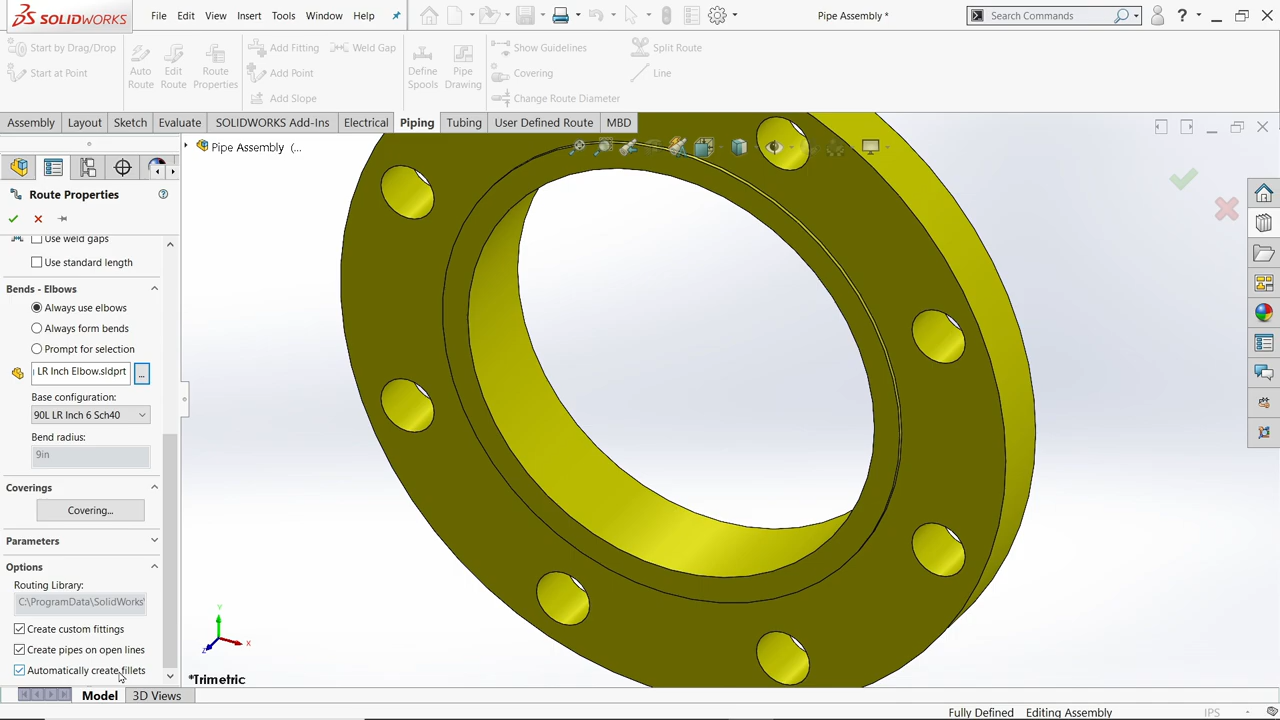 SOLIDWORKS
File Edit View Insert Tools Window Help
Pipe Assembly *
Search Commands
Start by Drag/Drop
Start at Point
Auto Route
Edit Route
Route Properties
Add Fitting
Weld Gap
Add Point
Add Slope
Define Spools
Pipe Drawing
Show Guidelines
Covering
Change Route Diameter
Split Route
Line
Assembly Layout Sketch Evaluate SOLIDWORKS Add-Ins Electrical Piping Tubing User Defined Route MBD
Pipe Assembly (...
Route Properties
Use weld gaps
Use standard length
Bends - Elbows
Always use elbows
Always form bends
Prompt for selection
LR Inch Elbow.sldprt
...
Base configuration:
90L LR Inch 6 Sch40
Bend radius:
9in
Coverings
Covering...
Parameters
Options
Routing Library:
C:\ProgramData\SolidWorks
Create custom fittings
Create pipes on open lines
Automatically create fillets
Y
X
Z
*Trimetric
Model 3D Views
Fully Defined Editing Assembly IPS